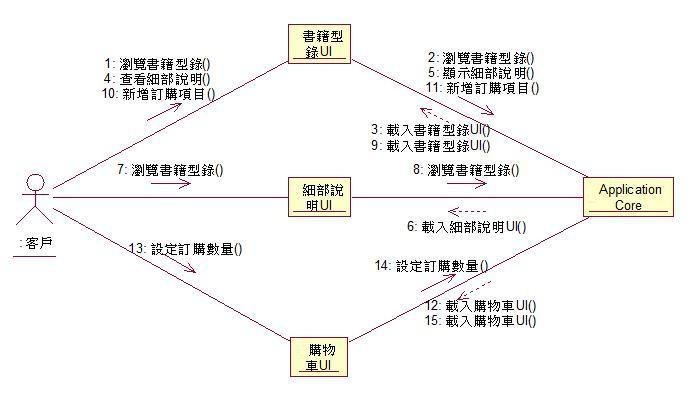 書籍型
錄UI
1: 瀏覽書籍型錄()
4: 查看細部說明()
10: 新增訂購項目()
2: 瀏覽書籍型錄()
5: 顯示細部說明()
11: 新增訂購項目()
3: 載入書籍型錄UI()
9: 載入書籍型錄UI()
7: 瀏覽書籍型錄()
8: 瀏覽書籍型錄()
細部說
明UI
Application
Core
6: 載入細部說明UI()
: 客戶
13: 設定訂購數量()
14: 設定訂購數量()
12: 載入購物車UI()
15: 載入購物車UI()
購物
車UI